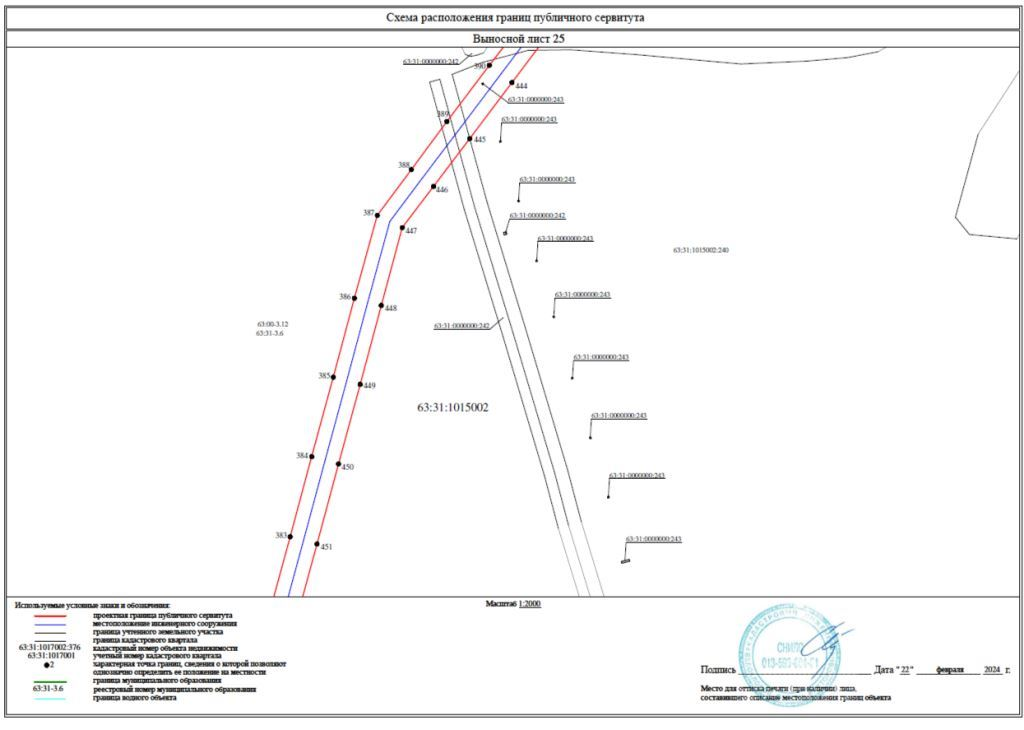 Схема расположения границ публичного сервитута
Выносной лист 25
63:31:0000000:242
390
444
63:31:0000000:243
389
63:31:0000000:243
445
388
63:31:0000000:243
446
387
63:31:0000000:242
447
63:31:0000000:243
63:31:1015002:240
386
63:31:0000000:243
448
63:00-3.12
63:31-3.6
63:31:0000000:242
63:31:0000000:243
385
449
63:31:1015002
63:31:0000000:243
384
450
63:31:0000000:243
383
63:31:0000000:243
451
Используемые условные знаки и обозначения:
Масштаб 1:2000
проектная граница публичного сервитута
местоположение инженерного сооружения
граница учтенного земельного участка
граница кадастрового квартала
63:31:1017002:376 кадастровый номер объекта недвижимости
63:31:1017001 учетный номер кадастрового квартала
2 характерная точка границ, сведения о которой позволяют
однозначно определить ее положение на местности
граница муниципального образования
63:31-3.6 реестровый номер муниципального образования
граница водного объекта
СНИЛС
Подпись Дата "22" февраля 2024 г.
Место для оттиска печати (при наличии) лица,
составившего описание местоположения границ объекта